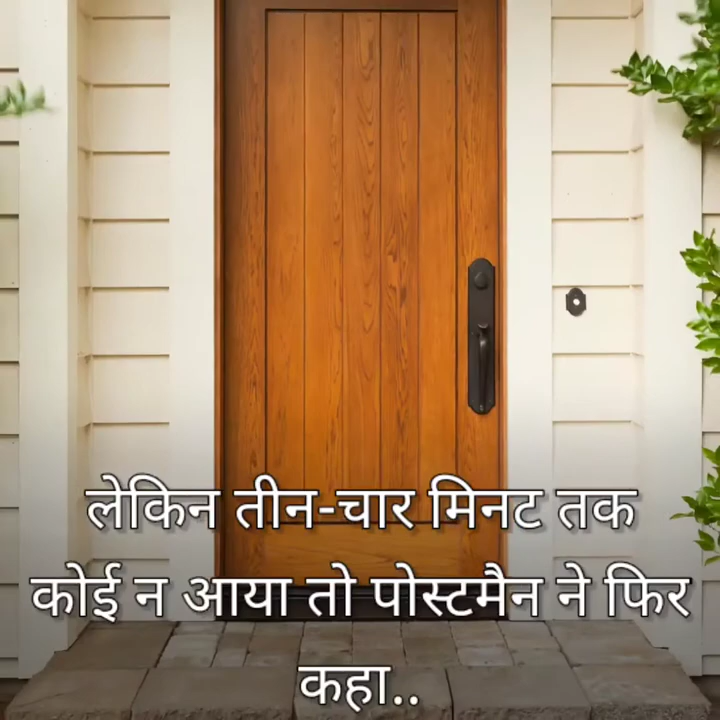 लेकिन तीन-चार मिनट तक
कोई न आया तो पोस्टमैन ने फिर
कहा..